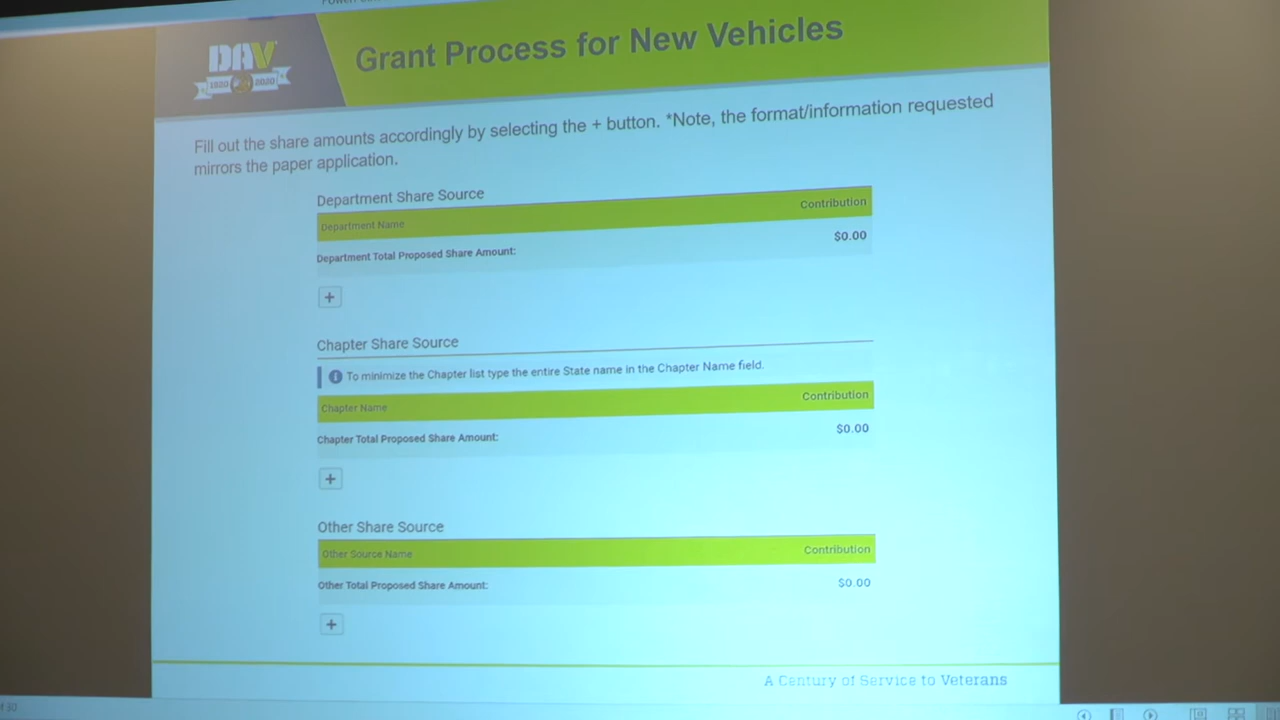 DAV
1920 2020
Grant Process for New Vehicles
Fill out the share amounts accordingly by selecting the + button. *Note, the format/information requested
mirrors the paper application.
Department Share Source
Department Name Contribution
Department Total Proposed Share Amount: $0.00
+
Chapter Share Source
To minimize the Chapter list type the entire State name in the Chapter Name field.
Chapter Name Contribution
Chapter Total Proposed Share Amount: $0.00
+
Other Share Source
Other Source Name Contribution
Other Total Proposed Share Amount: $0.00
+
A Century of Service to Veterans